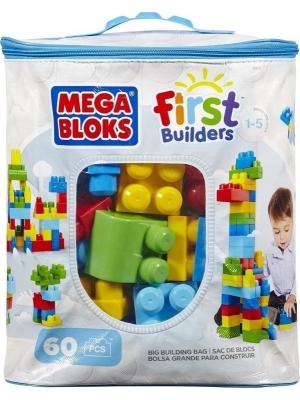 MEGA
BLOKS
First
Builders
1-5
60
PCS
BIG BUILDING BAG | SAC DE BLOCS
BOLSA GRANDE PARA CONSTRUIR